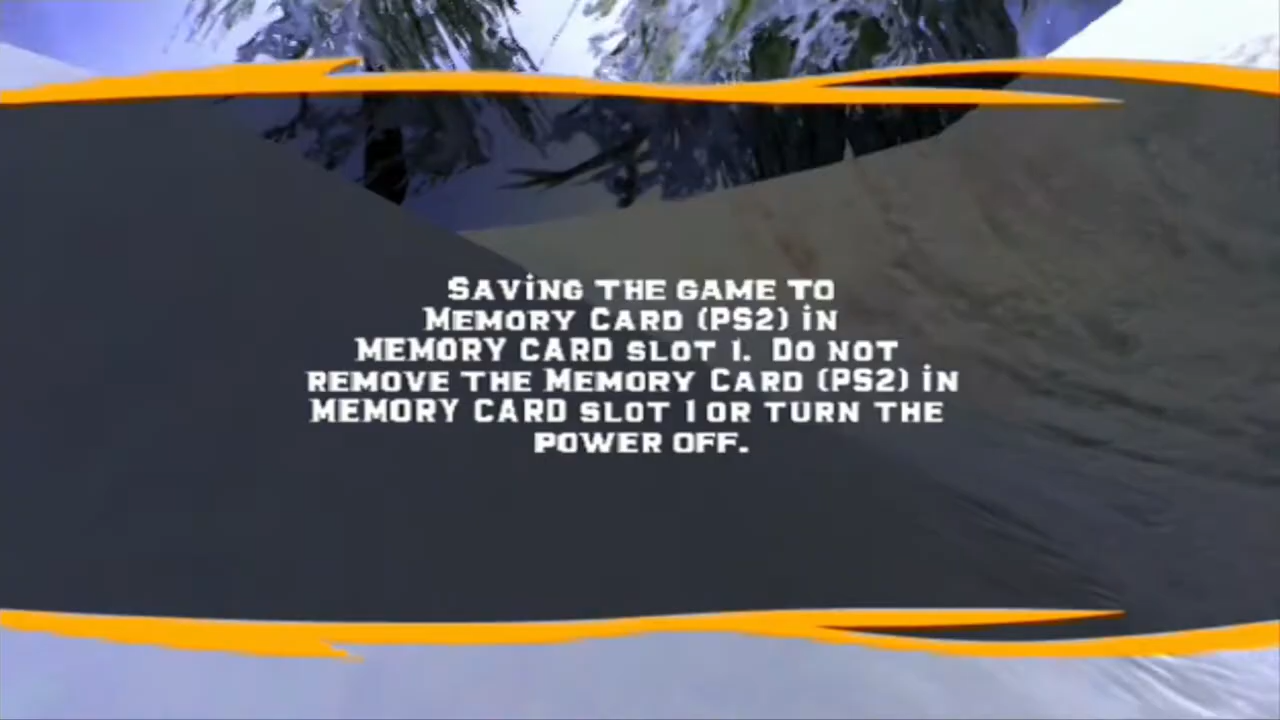 Saving the game to
Memory Card (PS2) in
MEMORY CARD slot 1. Do not
remove the Memory Card (PS2) in
MEMORY CARD slot 1 or turn the
power off.